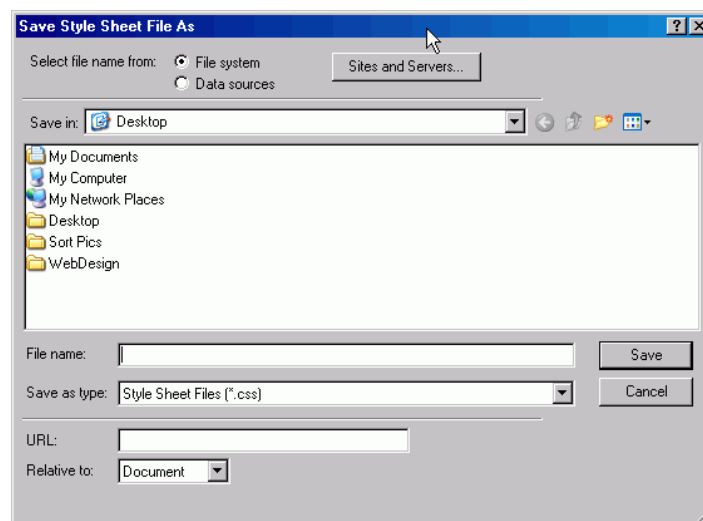 Save Style Sheet File As
Select file name from: File system Sites and Servers...
Data sources
Save in: Desktop
My Documents
My Computer
My Network Places
Desktop
Sort Pics
WebDesign
File name: Save
Save as type: Style Sheet Files (*.css) Cancel
URL:
Relative to: Document